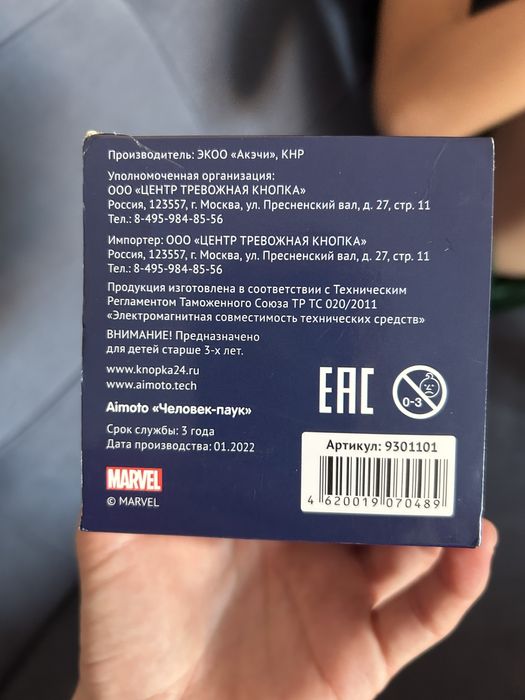 Производитель: ЭКОО «Акэчи», КНР
Уполномоченная организация:
ООО «ЦЕНТР ТРЕВОЖНАЯ КНОПКА»
Россия, 123557, г. Москва, ул. Пресненский вал, д. 27, стр. 11
Тел.: 8-495-984-85-56
Импортер: ООО «ЦЕНТР ТРЕВОЖНАЯ КНОПКА»
Россия, 123557, г. Москва, ул. Пресненский вал, д. 27, стр. 11
Тел.: 8-495-984-85-56
Продукция изготовлена в соответствии с Техническим
Регламентом Таможенного Союза ТР ТС 020/2011
«Электромагнитная совместимость технических средств»
ВНИМАНИЕ! Предназначено
для детей старше 3-х лет.
www.knopka24.ru
www.aimoto.tech
EAC
0-3
Aimoto «Человек-паук»
Срок службы: 3 года
Дата производства: 01.2022
Артикул: 9301101
4 620019 070489
MARVEL
© MARVEL